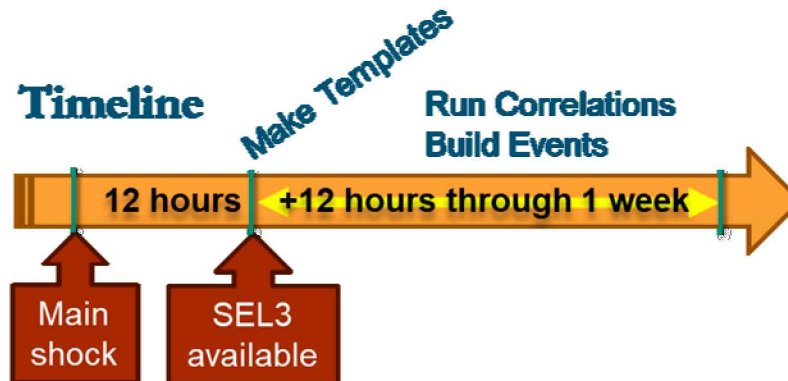 Timeline
Make Templates
Run Correlations
Build Events
12 hours
+12 hours through 1 week
Main
shock
SEL3
available